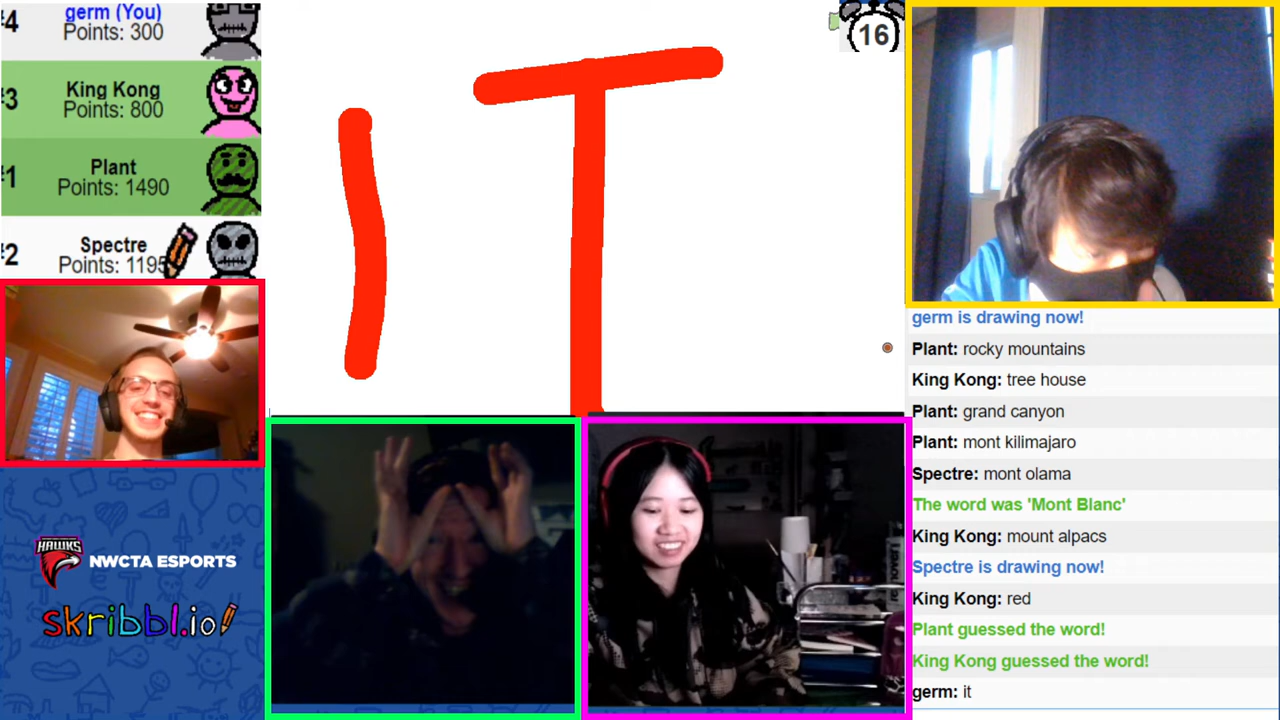 #4
germ (You)
Points: 300
#3
King Kong
Points: 800
#1
Plant
Points: 1490
#2
Spectre
Points: 1195
IT
16
HAWKS
NWCTA ESPORTS
skribbl.io
germ is drawing now!
Plant: rocky mountains
King Kong: tree house
Plant: grand canyon
Plant: mont kilimajaro
Spectre: mont olama
The word was 'Mont Blanc'
King Kong: mount alpacs
Spectre is drawing now!
King Kong: red
Plant guessed the word!
King Kong guessed the word!
germ: it